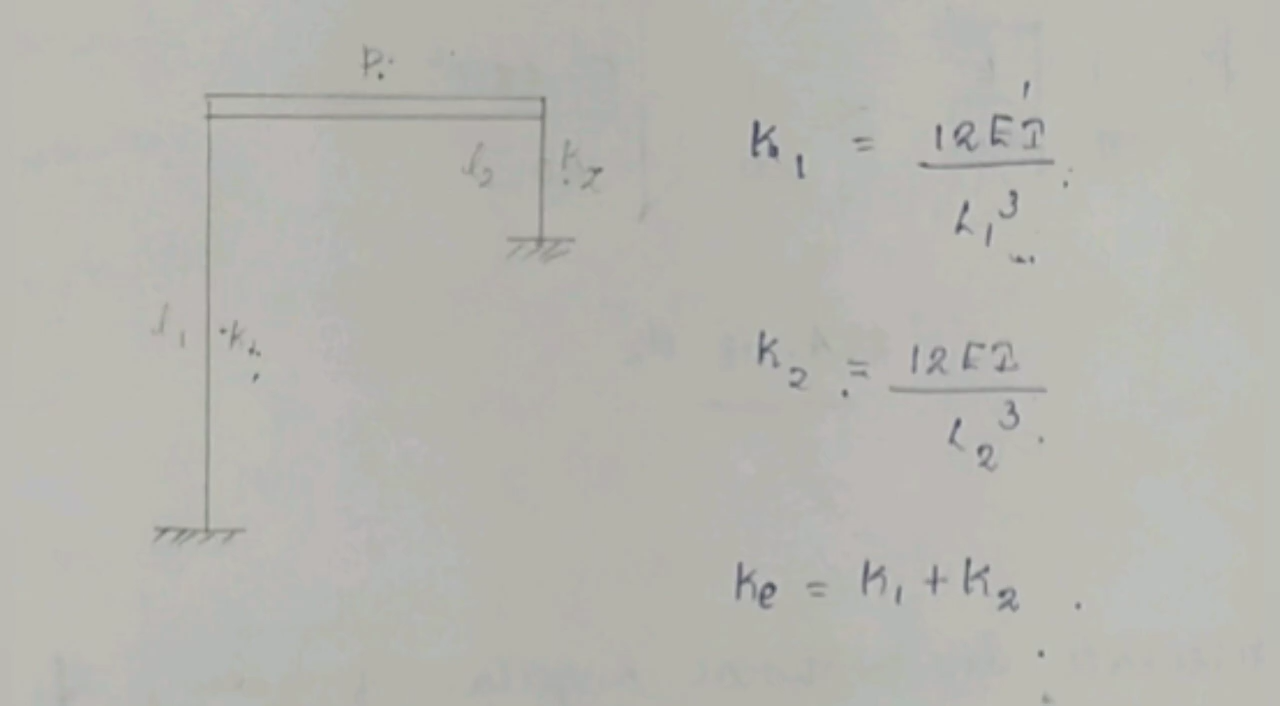 P.
l2 K2
l1 K1
K1 = 12EI / L1³
K2 = 12EI / L2³
Ke = K1 + K2